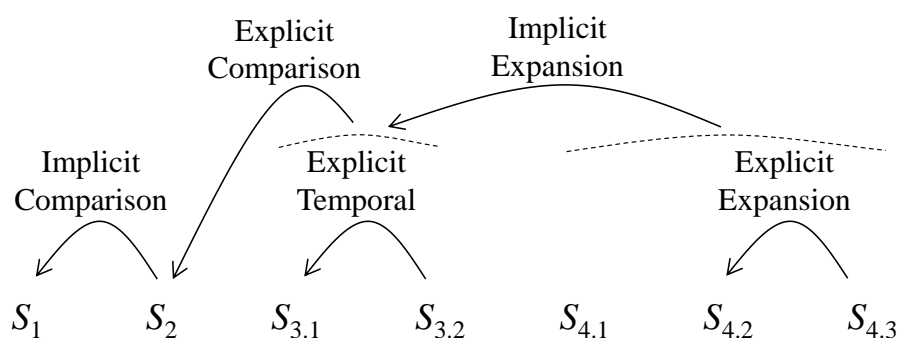 Explicit
Comparison
Implicit
Expansion
Implicit
Comparison
Explicit
Temporal
Explicit
Expansion
S1 S2 S3.1 S3.2 S4.1 S4.2 S4.3